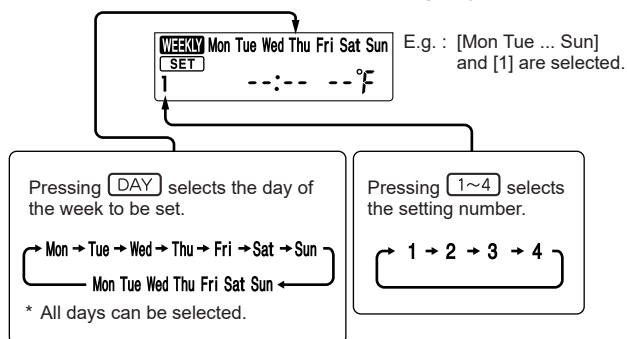 WEEKLY Mon Tue Wed Thu Fri Sat Sun
SET
1 --:-- --°F
E.g. : [Mon Tue ... Sun]
and [1] are selected.
Pressing DAY selects the day of
the week to be set.
Mon → Tue → Wed → Thu → Fri → Sat → Sun
Mon Tue Wed Thu Fri Sat Sun
* All days can be selected.
Pressing 1~4 selects
the setting number.
1 → 2 → 3 → 4